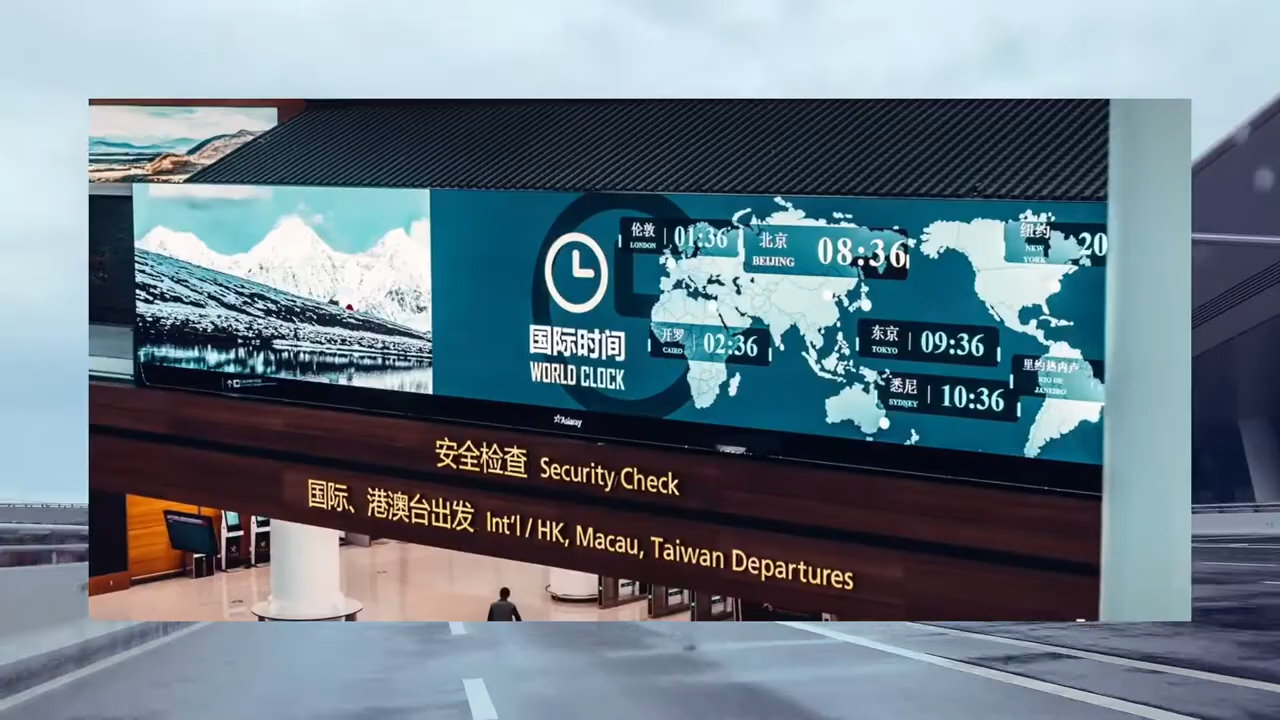 伦敦 LONDON 01:36
北京 BEIJING 08:36
纽约 NEW YORK 20
国际时间
WORLD CLOCK
开罗 CAIRO 02:36
东京 TOKYO 09:36
悉尼 SYDNEY 10:36
里约热内卢 RIO DE JANEIRO
Asiaray
安全检查 Security Check
国际、港澳台出发 Int'l / HK, Macau, Taiwan Departures